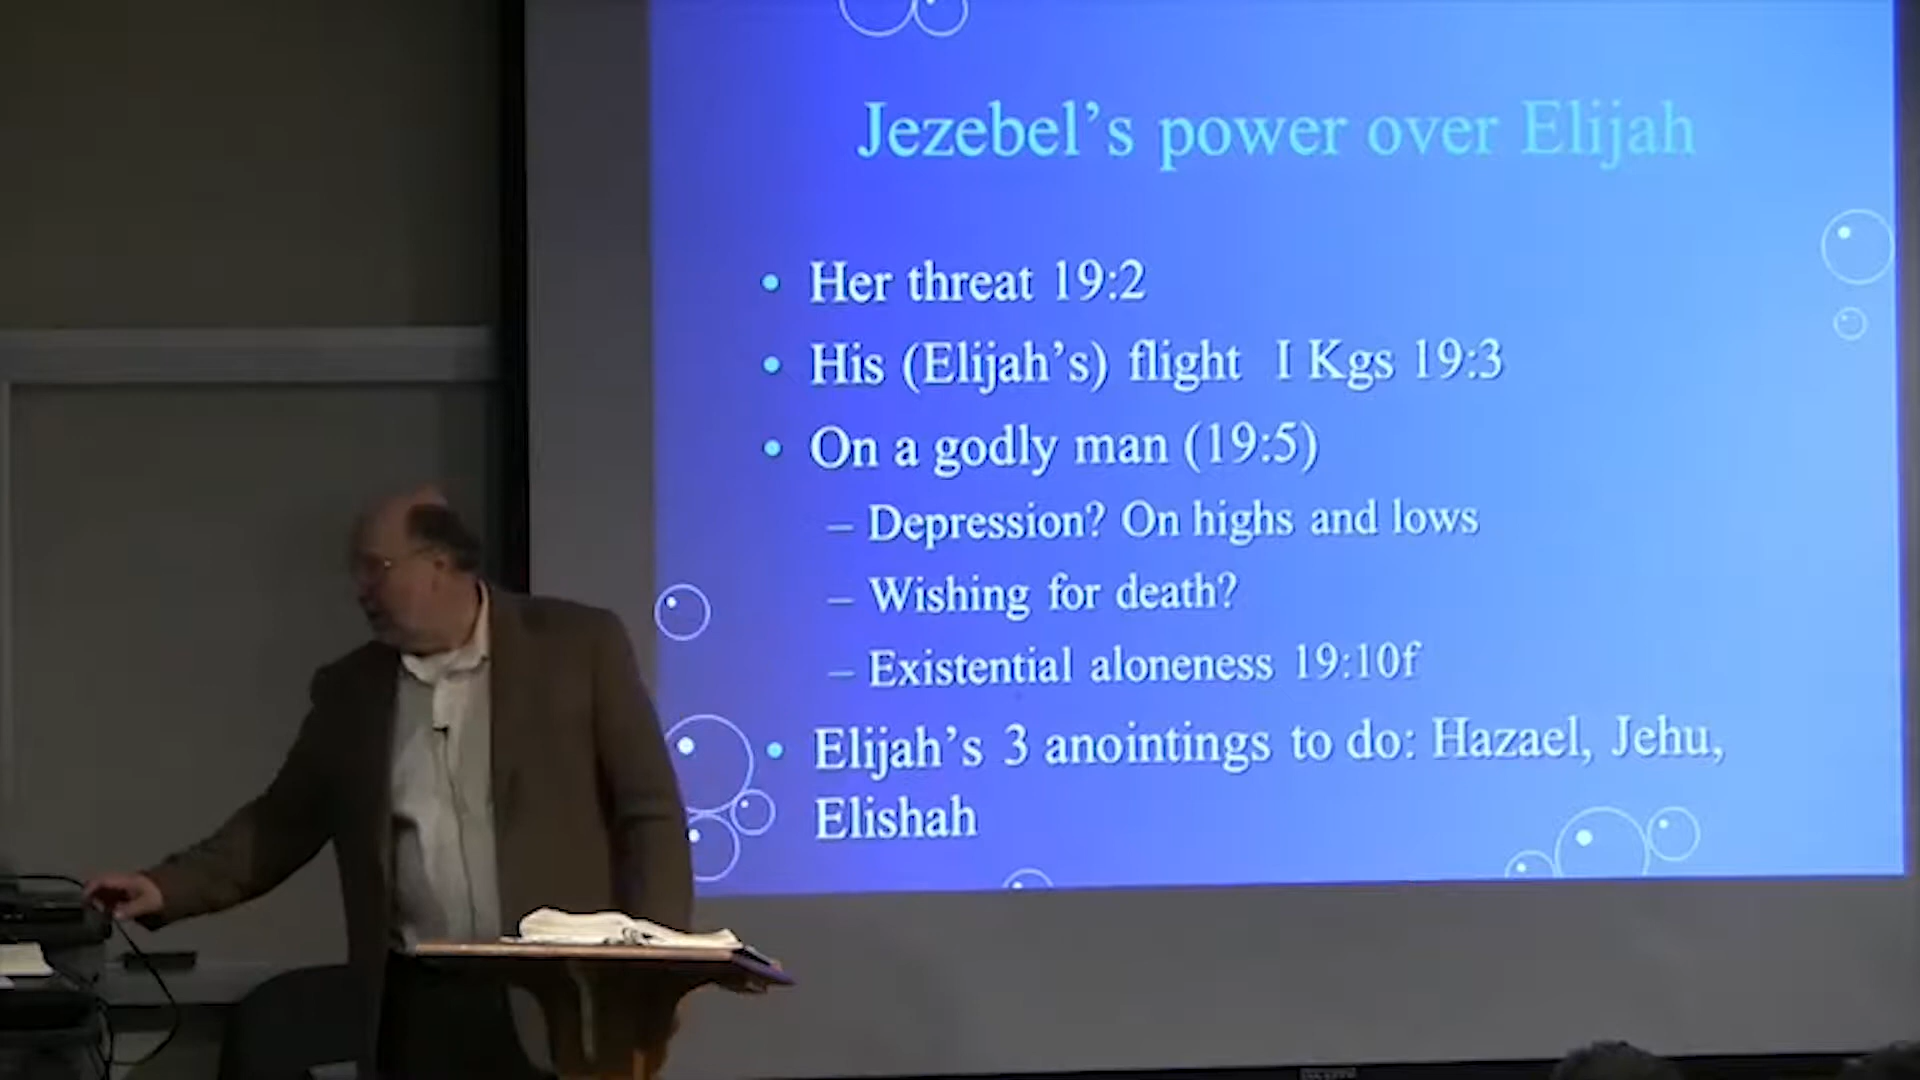 Jezebel’s power over Elijah
• Her threat 19:2
• His (Elijah’s) flight I Kgs 19:3
• On a godly man (19:5)
– Depression? On highs and lows
– Wishing for death?
– Existential aloneness 19:10f
• Elijah’s 3 anointings to do: Hazael, Jehu,
Elishah